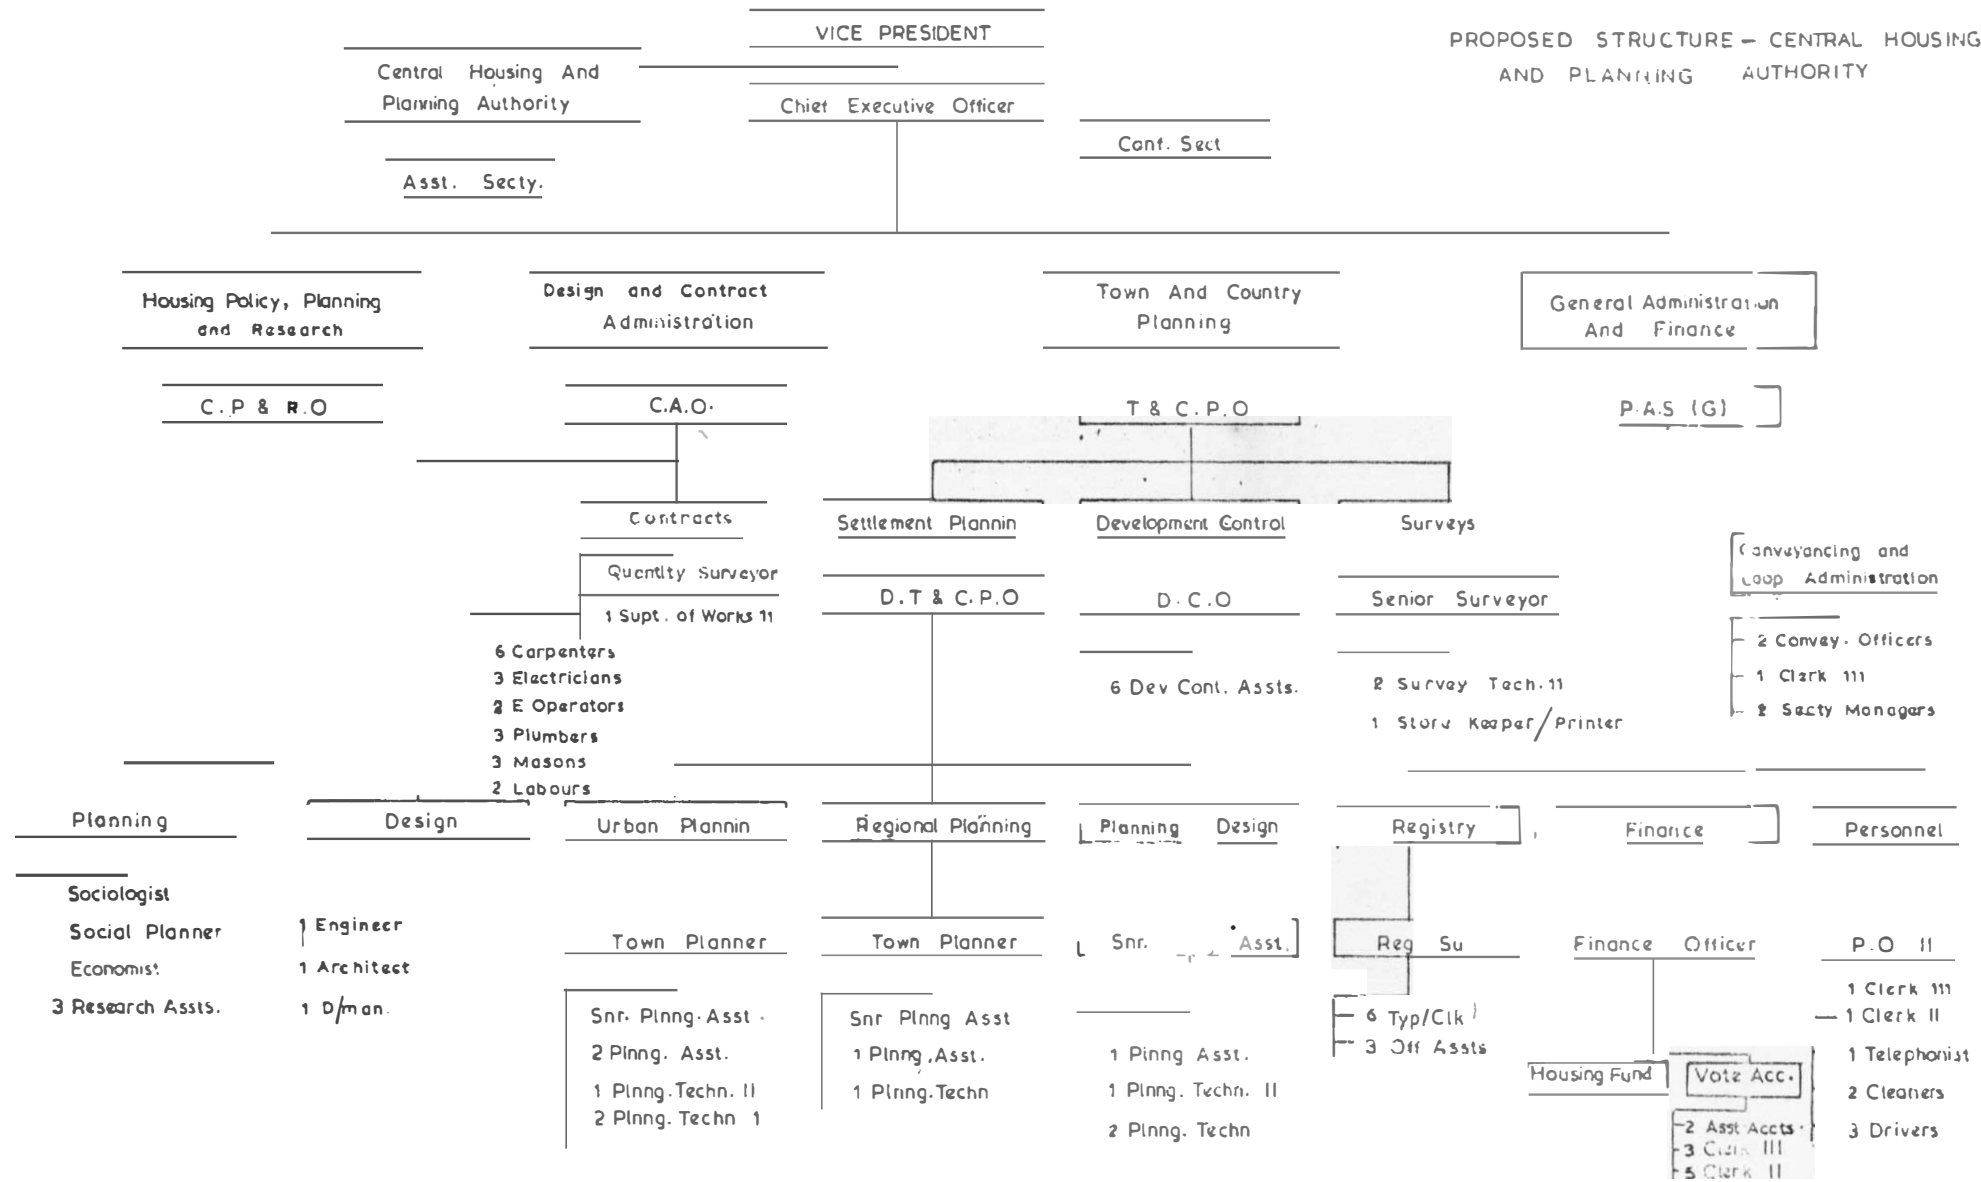 PROPOSED STRUCTURE — CENTRAL HOUSING
AND PLANNING AUTHORITY
VICE PRESIDENT
Central Housing And
Planning Authority
Chief Executive Officer
Conf. Sect
Asst. Secty.
Housing Policy, Planning
and Research
Design and Contract
Administration
Town And Country
Planning
General Administration
And Finance
C.P & R.O
C.A.O.
T & C.P.O
P.A.S (G)
Contracts
Settlement Plannin
Development Control
Surveys
Conveyancing and
Administration
Quantity Surveyor
1 Supt. of Works 11
D.T & C.P.O
D.C.O
Senior Surveyor
6 Carpenters
3 Electricians
2 E Operators
3 Plumbers
3 Masons
2 Labours
6 Dev Cont. Assts.
2 Survey Tech. 11
1 Store Keeper/Printer
2 Convey. Officers
1 Clerk 111
2 Secty Managers
Planning
Design
Urban Plannin
Regional Planning
Planning Design
Registry
Finance
Personnel
Sociologist
Social Planner
Economist
3 Research Assts.
1 Engineer
1 Architect
1 D/man.
Town Planner
Snr. Plnng. Asst.
2 Plnng. Asst.
1 Plnng. Techn. II
2 Plnng. Techn 1
Town Planner
Snr Plnng Asst
1 Plnng. Asst.
1 Plnng. Techn
Snr. Asst.
1 Plnng Asst.
1 Plnng. Techn. II
2 Plnng. Techn
Reg Su
6 Typ/Clk
3 Off Assts
Finance Officer
Housing Fund
Vote Acc.
2 Asst Accts.
3 Clerk III
5 Clerk II
P.O II
1 Clerk 111
1 Clerk II
1 Telephonist
2 Cleaners
3 Drivers